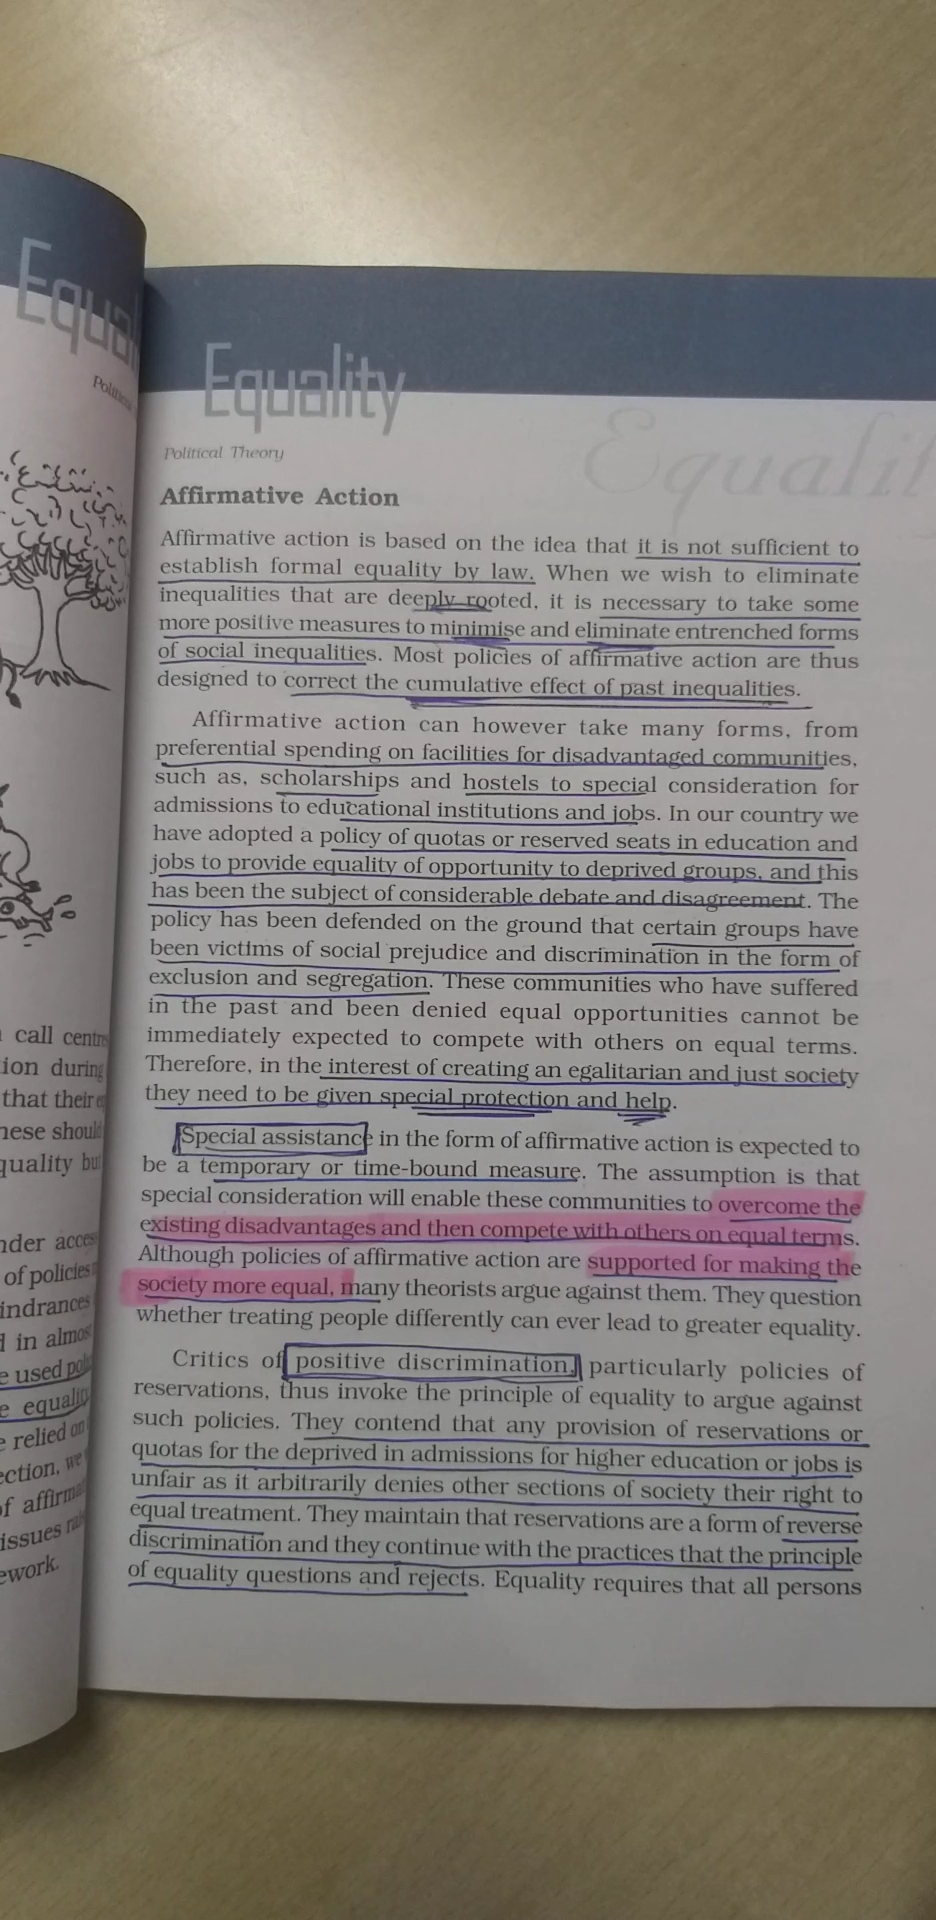 Equal
Equality
Equalit
Political Theory
Affirmative Action
Affirmative action is based on the idea that it is not sufficient to
establish formal equality by law. When we wish to eliminate
inequalities that are deeply rooted, it is necessary to take some
more positive measures to minimise and eliminate entrenched forms
of social inequalities. Most policies of affirmative action are thus
designed to correct the cumulative effect of past inequalities.
Affirmative action can however take many forms, from
preferential spending on facilities for disadvantaged communities,
such as, scholarships and hostels to special consideration for
admissions to educational institutions and jobs. In our country we
have adopted a policy of quotas or reserved seats in education and
jobs to provide equality of opportunity to deprived groups, and this
has been the subject of considerable debate and disagreement. The
policy has been defended on the ground that certain groups have
been victims of social prejudice and discrimination in the form of
exclusion and segregation. These communities who have suffered
in the past and been denied equal opportunities cannot be
immediately expected to compete with others on equal terms.
Therefore, in the interest of creating an egalitarian and just society
they need to be given special protection and help.
Special assistance in the form of affirmative action is expected to
be a temporary or time-bound measure. The assumption is that
special consideration will enable these communities to overcome the
existing disadvantages and then compete with others on equal terms.
Although policies of affirmative action are supported for making the
society more equal, many theorists argue against them. They question
whether treating people differently can ever lead to greater equality.
Critics of positive discrimination, particularly policies of
reservations, thus invoke the principle of equality to argue against
such policies. They contend that any provision of reservations or
quotas for the deprived in admissions for higher education or jobs is
unfair as it arbitrarily denies other sections of society their right to
equal treatment. They maintain that reservations are a form of reverse
discrimination and they continue with the practices that the principle
of equality questions and rejects. Equality requires that all persons
call
during
that their
should
of policies
in almost
used
relied
work.